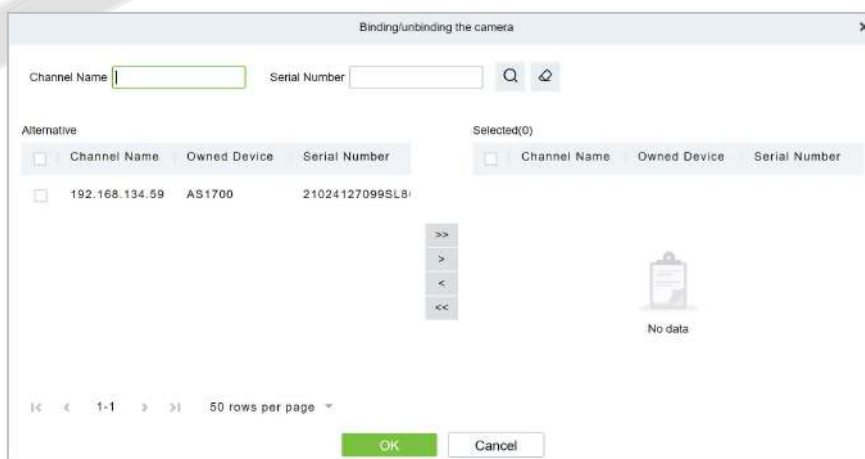 Binding/unbinding the camera
Channel Name
Serial Number
Alternative
Selected(0)
Channel Name Owned Device Serial Number
Channel Name Owned Device Serial Number
192.168.134.59 AS1700
>>
>
<
<<
No data
1-1 50 rows per page
OK Cancel